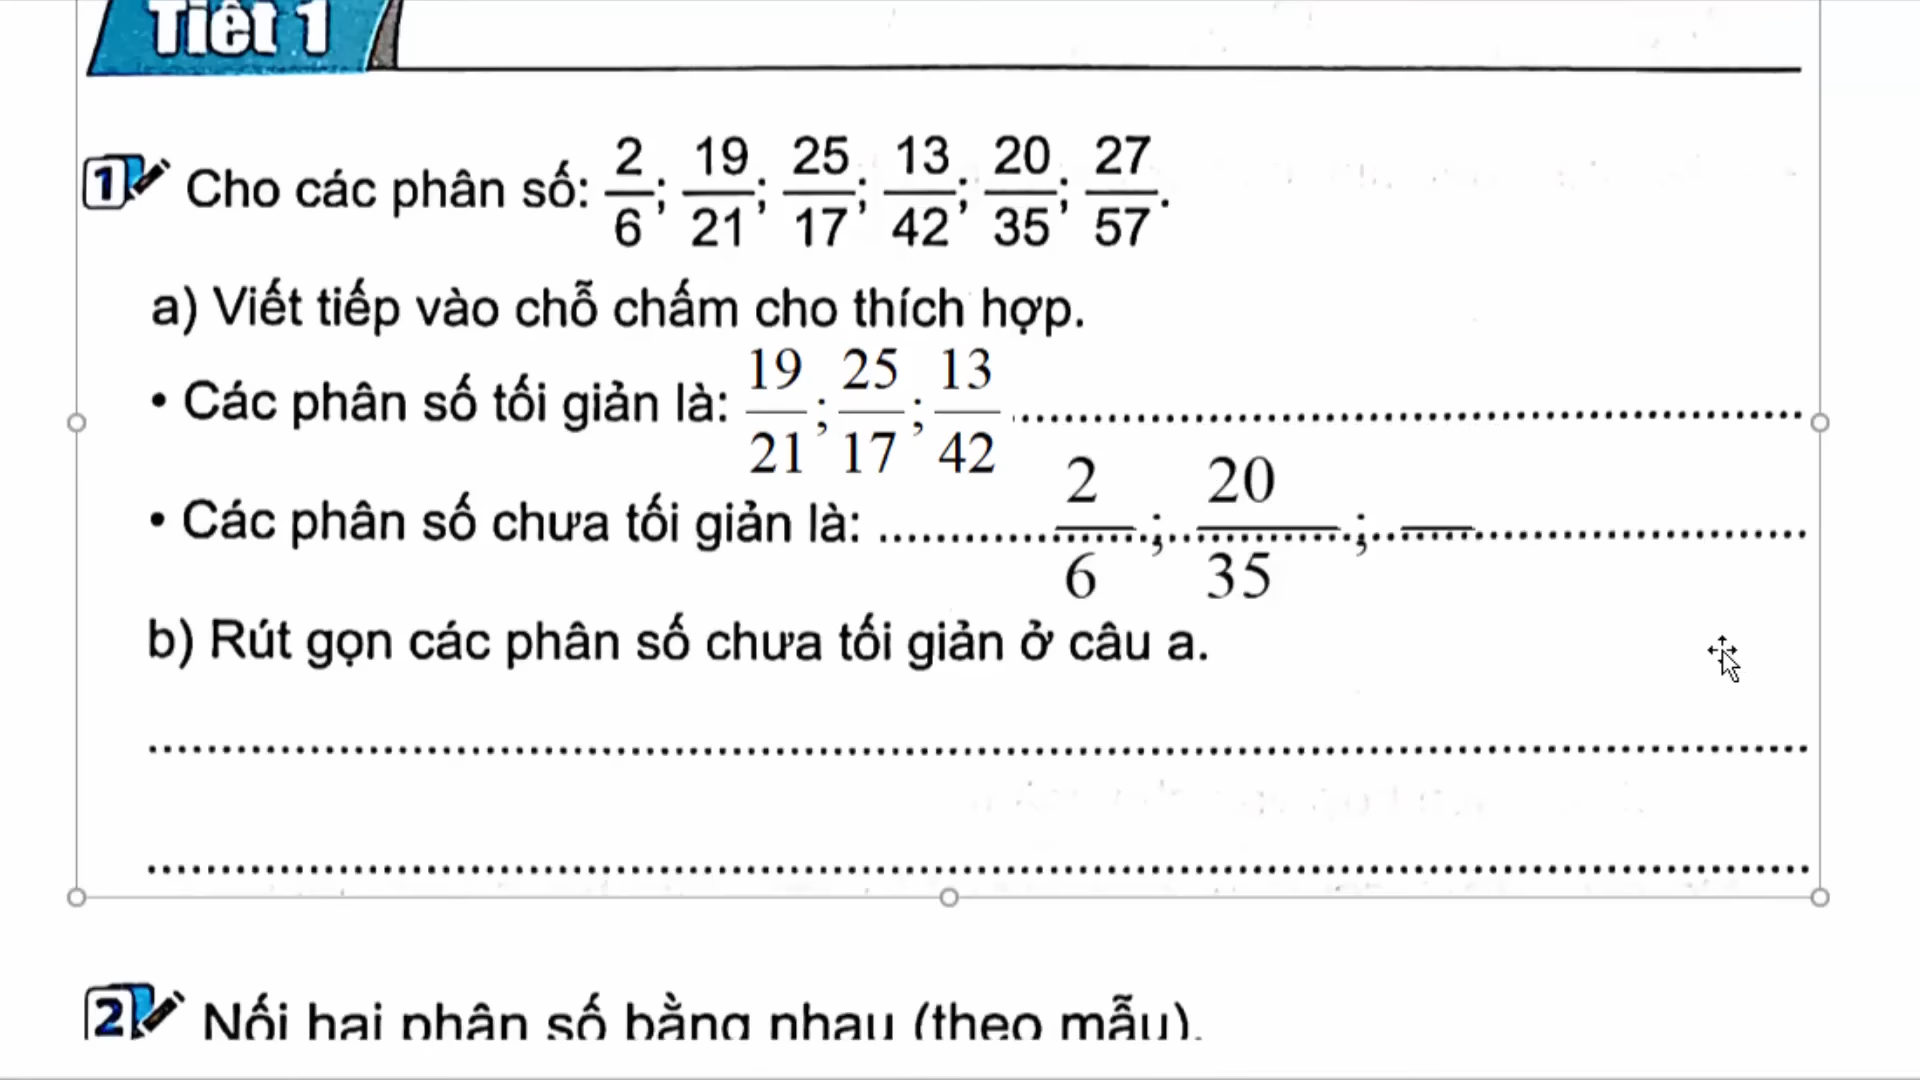 Tiết 1
1 Cho các phân số: 2/6; 19/21; 25/17; 13/42; 20/35; 27/57.
a) Viết tiếp vào chỗ chấm cho thích hợp.
• Các phân số tối giản là: 19/21; 25/17; 13/42 ........................
• Các phân số chưa tối giản là: ............ 2/6 ; 20/35 ; ........................
b) Rút gọn các phân số chưa tối giản ở câu a.
2 Nối hai phân số bằng nhau (theo mẫu).